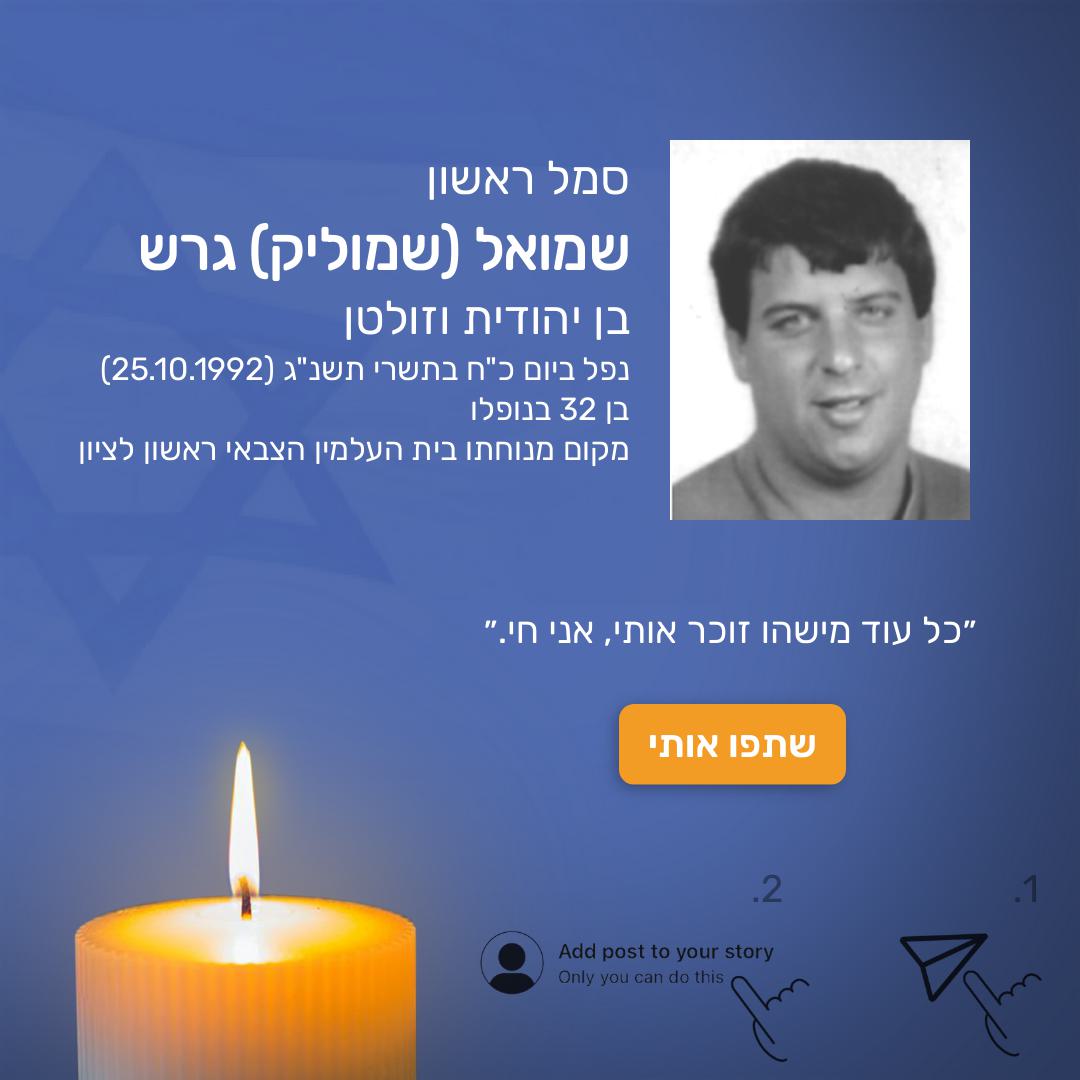 סמל ראשון
שמואל (שמוליק) גרש
בן יהודית וזולטן
נפל ביום כ"ח בתשרי תשנ"ג (25.10.1992)
בן 32 בנופלו
מקום מנוחתו בית העלמין הצבאי ראשון לציון
״כל עוד מישהו זוכר אותי, אני חי.״
שתפו אותי
1.
2.
Add post to your story
Only you can do this